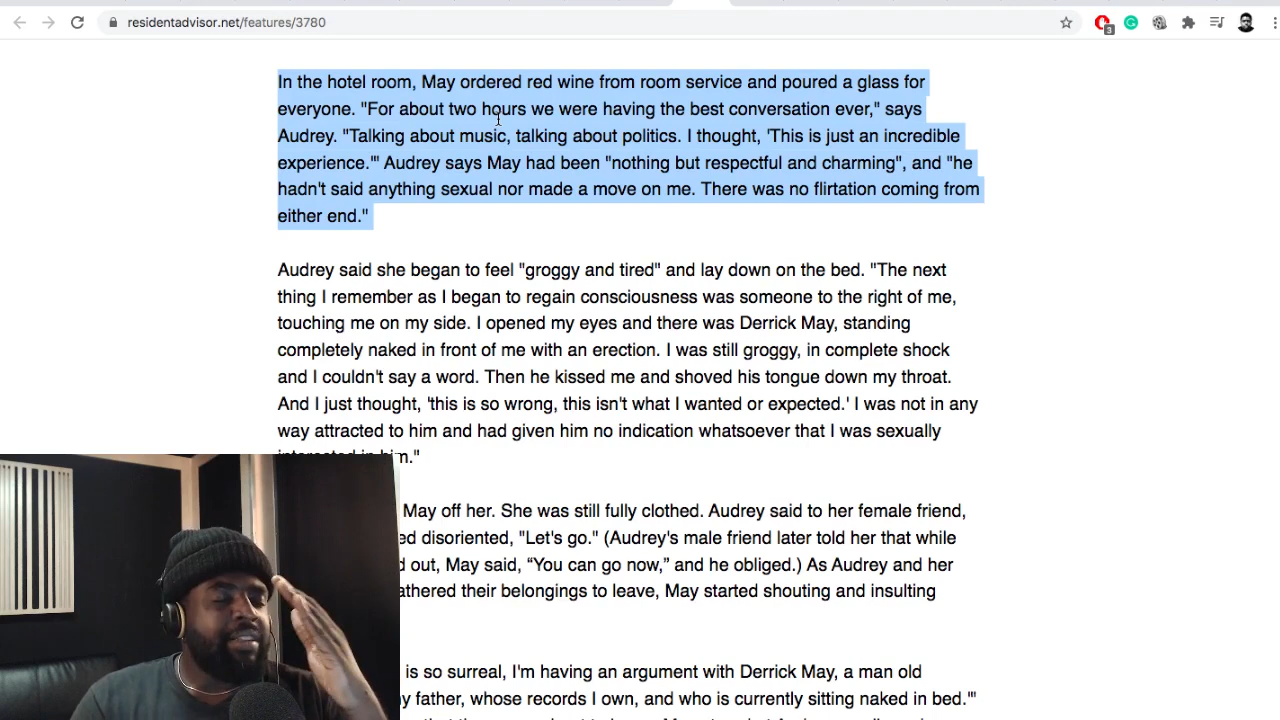 residentadvisor.net/features/3780
3
In the hotel room, May ordered red wine from room service and poured a glass for
everyone. "For about two hours we were having the best conversation ever," says
Audrey. "Talking about music, talking about politics. I thought, 'This is just an incredible
experience.'" Audrey says May had been "nothing but respectful and charming", and "he
hadn't said anything sexual nor made a move on me. There was no flirtation coming from
either end."
Audrey said she began to feel "groggy and tired" and lay down on the bed. "The next
thing I remember as I began to regain consciousness was someone to the right of me,
touching me on my side. I opened my eyes and there was Derrick May, standing
completely naked in front of me with an erection. I was still groggy, in complete shock
and I couldn't say a word. Then he kissed me and shoved his tongue down my throat.
And I just thought, 'this is so wrong, this isn't what I wanted or expected.' I was not in any
way attracted to him and had given him no indication whatsoever that I was sexually
interested in him."
May off her. She was still fully clothed. Audrey said to her female friend,
ed disoriented, "Let's go." (Audrey's male friend later told her that while
d out, May said, “You can go now,” and he obliged.) As Audrey and her
athered their belongings to leave, May started shouting and insulting
is so surreal, I'm having an argument with Derrick May, a man old
y father, whose records I own, and who is currently sitting naked in bed.'"